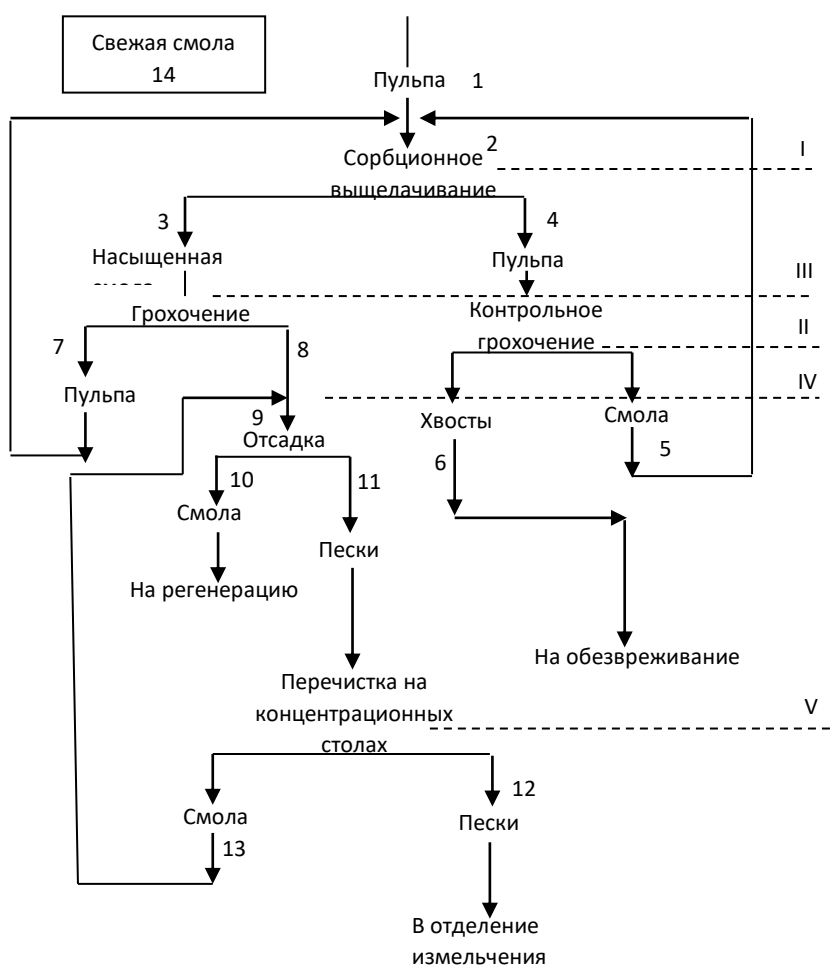 Свежая смола
14
Пульпа 1
2
Сорбционное
выщелачивание
I
3
4
Насыщенная
Пульпа
III
Грохочение
Контрольное
грохочение
II
7
8
Пульпа
IV
9
Отсадка
Хвосты
Смола
6
5
10
11
Смола
Пески
На регенерацию
На обезвреживание
Перечистка на
концентрационных
столах
V
12
Смола
Пески
13
В отделение
измельчения